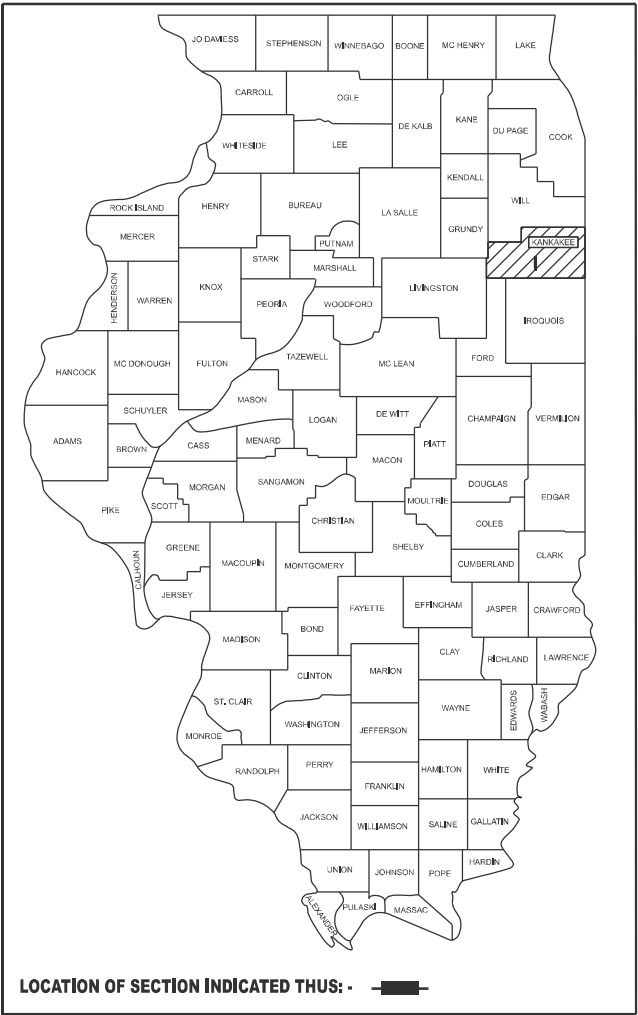 JO DAVIESS
STEPHENSON
WINNEBAGO
BOONE
MC HENRY
LAKE
CARROLL
OGLE
DE KALB
KANE
DU PAGE
COOK
WHITESIDE
LEE
KENDALL
WILL
ROCK ISLAND
HENRY
BUREAU
LA SALLE
GRUNDY
MERCER
PUTNAM
KANKAKEE
STARK
MARSHALL
HENDERSON
WARREN
KNOX
PEORIA
WOODFORD
LIVINGSTON
IROQUOIS
HANCOCK
MC DONOUGH
FULTON
TAZEWELL
MC LEAN
FORD
MASON
SCHUYLER
LOGAN
DE WITT
CHAMPAIGN
VERMILION
ADAMS
BROWN
CASS
MENARD
MACON
PIATT
PIKE
SCOTT
MORGAN
SANGAMON
MOULTRIE
DOUGLAS
EDGAR
CHRISTIAN
COLES
GREENE
MACOUPIN
MONTGOMERY
SHELBY
CUMBERLAND
CLARK
CALHOUN
JERSEY
FAYETTE
EFFINGHAM
JASPER
CRAWFORD
MADISON
BOND
CLAY
RICHLAND
LAWRENCE
CLINTON
MARION
ST. CLAIR
WAYNE
EDWARDS
WABASH
WASHINGTON
JEFFERSON
MONROE
RANDOLPH
PERRY
HAMILTON
WHITE
FRANKLIN
JACKSON
WILLIAMSON
SALINE
GALLATIN
UNION
JOHNSON
POPE
HARDIN
ALEXANDER
PULASKI
MASSAC
LOCATION OF SECTION INDICATED THUS: -